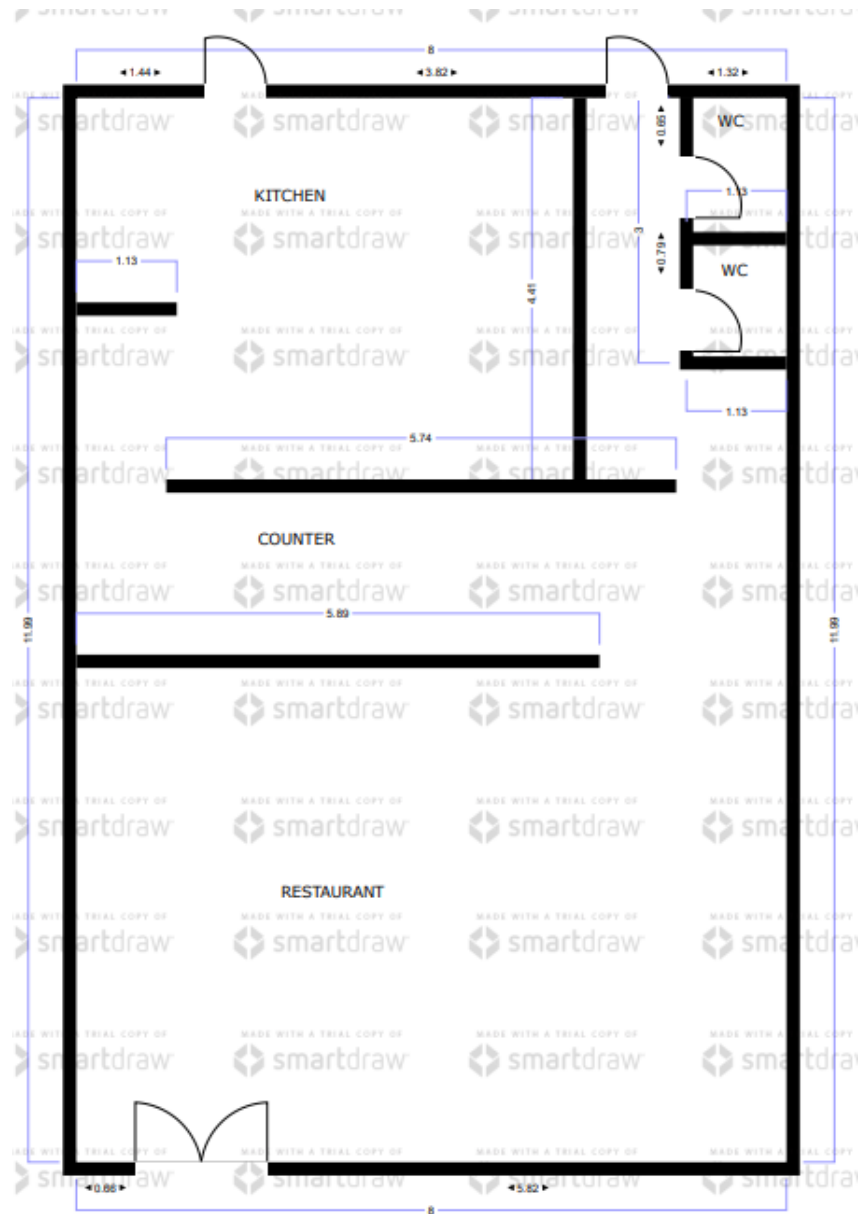 8
1.44
3.82
1.32
0.65
WC
KITCHEN
1.13
3
1.13
0.79
WC
4.41
1.13
5.74
COUNTER
5.89
11.99
11.99
RESTAURANT
0.66
5.82
8
MADE WITH A TRIAL COPY OF
smartdraw